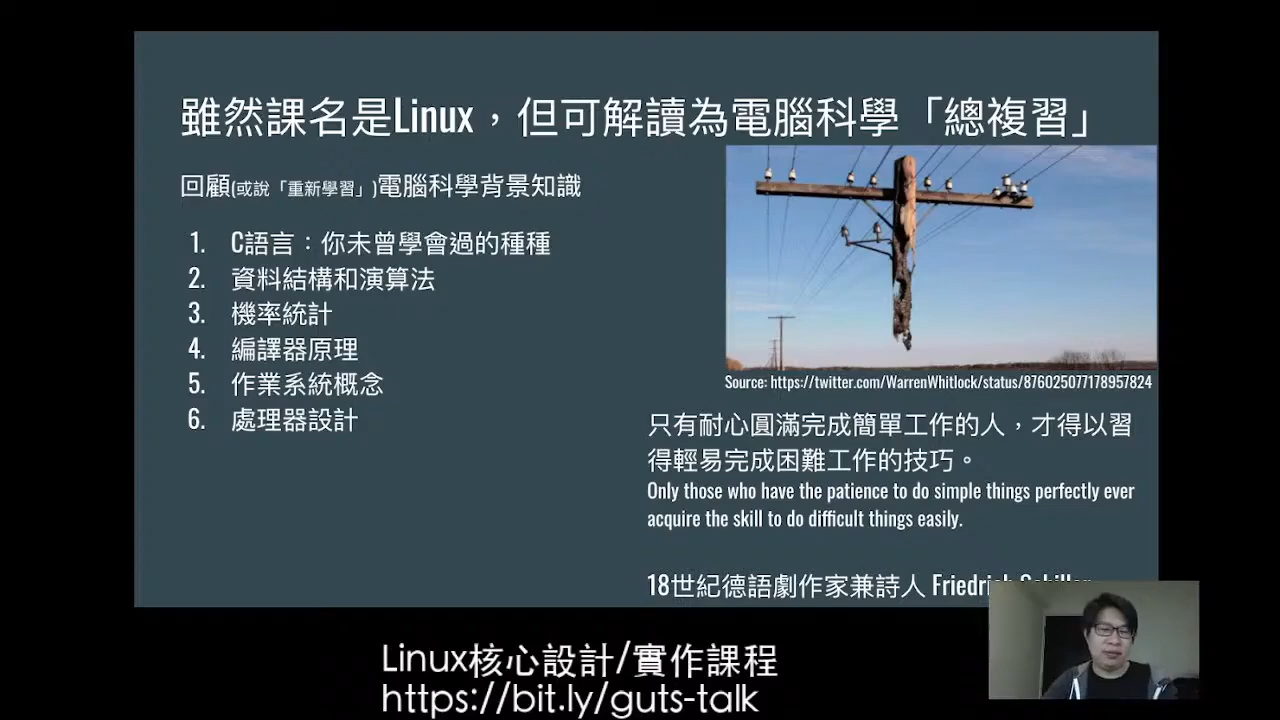 雖然課名是Linux，但可解讀為電腦科學「總複習」
回顧(或說「重新學習」)電腦科學背景知識
1. C語言：你未曾學會過的種種
2. 資料結構和演算法
3. 機率統計
4. 編譯器原理
5. 作業系統概念
6. 處理器設計
Source: https://twitter.com/WarrenWhitlock/status/876025077178957824
只有耐心圓滿完成簡單工作的人，才得以習
得輕易完成困難工作的技巧。
Only those who have the patience to do simple things perfectly ever
acquire the skill to do difficult things easily.
18世紀德語劇作家兼詩人 Friedrich
Linux核心設計/實作課程
https://bit.ly/guts-talk